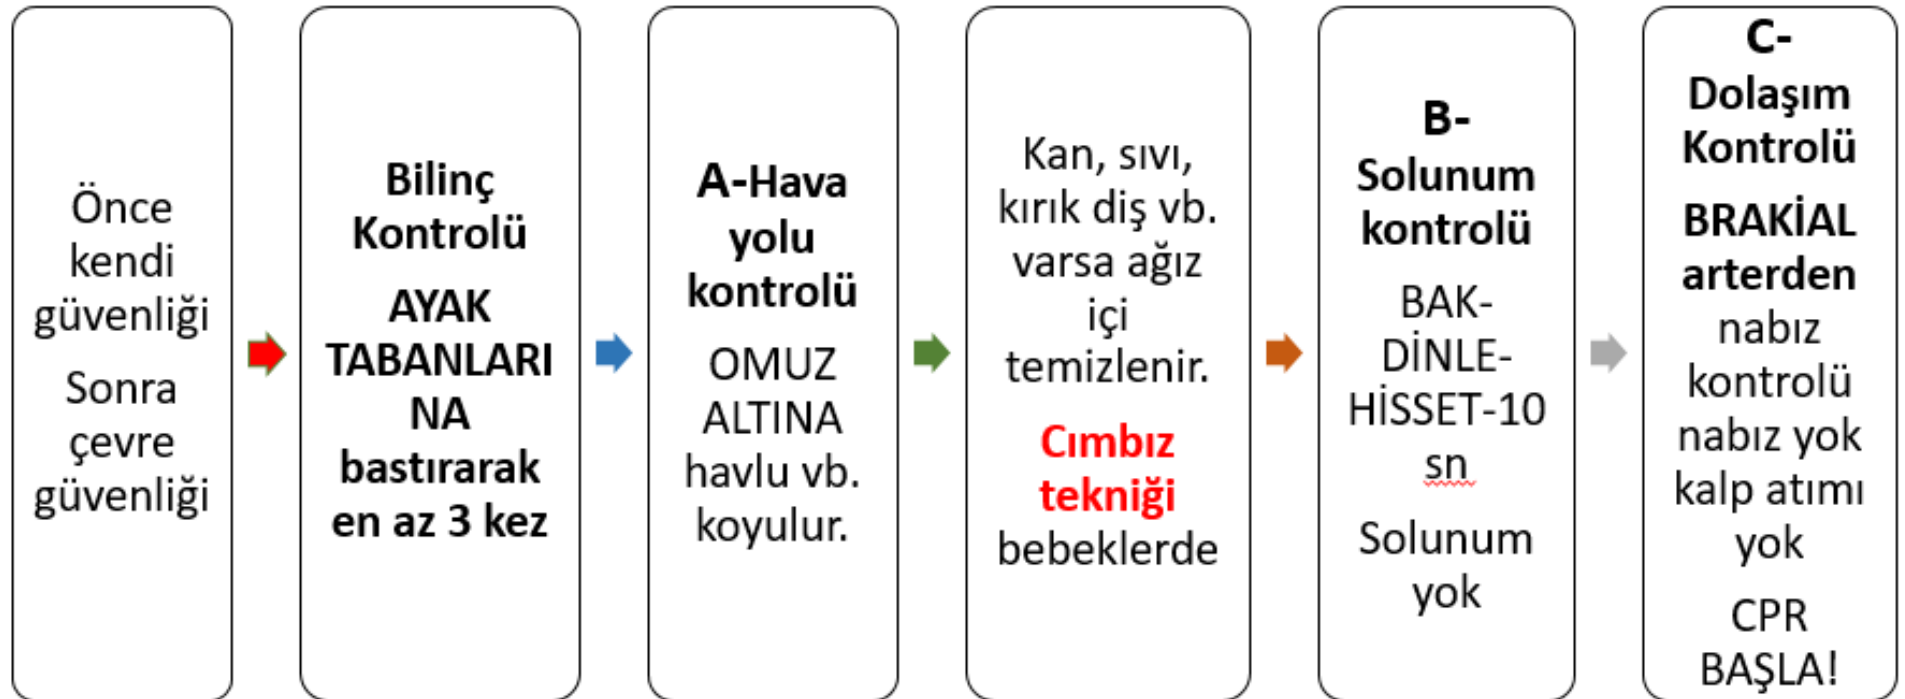 Önce
kendi
güvenliği
Sonra
çevre
güvenliği
Bilinç
Kontrolü
AYAK
TABANLARI
NA
bastırarak
en az 3 kez
A-Hava
yolu
kontrolü
OMUZ
ALTINA
havlu vb.
koyulur.
Kan, sıvı,
kırık diş vb.
varsa ağız
içi
temizlenir.
Cımbız
tekniği
bebeklerde
B-
Solunum
kontrolü
BAK-
DİNLE-
HİSSET-10
sn
Solunum
yok
C-
Dolaşım
Kontrolü
BRAKİAL
arterden
nabız
kontrolü
nabız yok
kalp atımı
yok
CPR
BAŞLA!